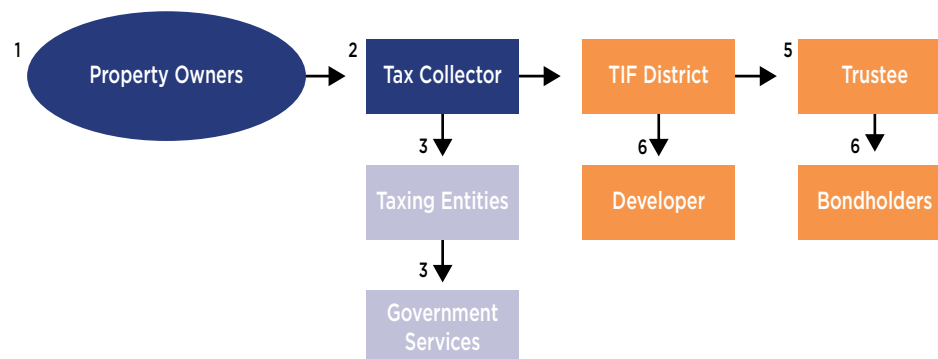 1
Property Owners
2
Tax Collector
TIF District
5
Trustee
3
6
6
Taxing Entities
Developer
Bondholders
3
Government
Services